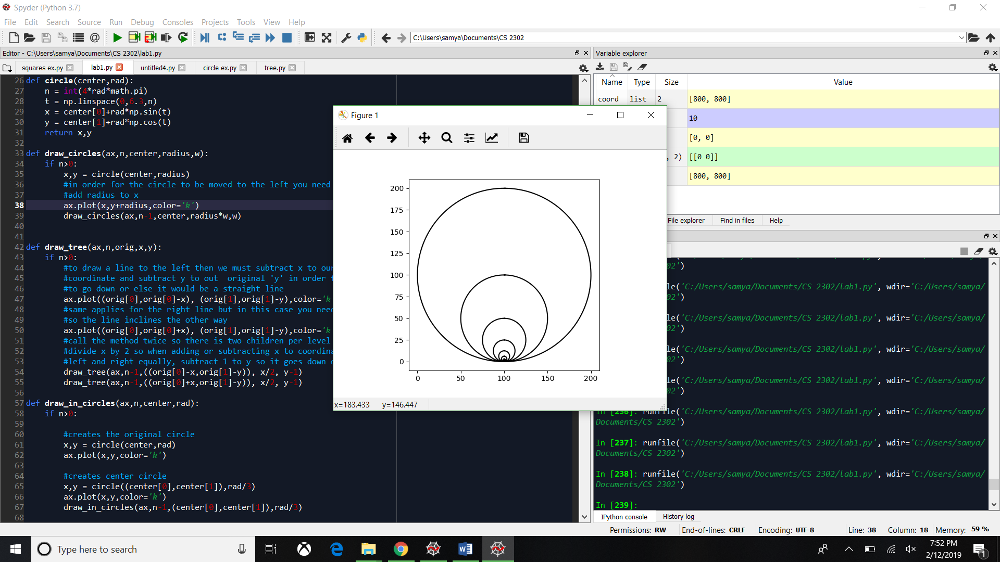 Spyder (Python 3.7)
File Edit Search Source Run Debug Consoles Projects Tools View Help
C:\Users\samya\Documents\CS 2302
Editor - C:\Users\samya\Documents\CS 2302\lab1.py
squares ex.py lab1.py untitled4.py circle ex.py tree.py
26 def circle(center,rad):
27 n = int(4*rad*math.pi)
28 t = np.linspace(0,6.3,n)
29 x = center[0]+rad*np.sin(t)
30 y = center[1]+rad*np.cos(t)
31 return x,y
32
33 def draw_circles(ax,n,center,radius,w):
34 if n>0:
35 x,y = circle(center,radius)
36 #in order for the circle to be moved to the left you need
37 #add radius to x
38 ax.plot(x,y+radius,color='k')
39 draw_circles(ax,n-1,center,radius*w,w)
40
41
42 def draw_tree(ax,n,orig,x,y):
43 if n>0:
44 #to draw a line to the left then we must subtract x to our
45 #coordinate and subtract y to out original 'y' in order
46 #to go down or else it would be a straight line
47 ax.plot((orig[0],orig[0]-x), (orig[1],orig[1]-y),color='k
48 #same applies for the right line but in this case you need
49 #so the line inclines the other way
50 ax.plot((orig[0],orig[0]+x), (orig[1],orig[1]-y),color='k
51 #call the method twice so there is two children per level
52 #divide x by 2 so when adding or subtracting x to coordina
53 #left and right equally, subtract 1 to y so it goes down
54 draw_tree(ax,n-1,((orig[0]-x,orig[1]-y)), x/2, y-1)
55 draw_tree(ax,n-1,((orig[0]+x,orig[1]-y)), x/2, y-1)
56
57 def draw_in_circles(ax,n,center,rad):
58 if n>0:
59
60 #creates the original circle
61 x,y = circle(center,rad)
62 ax.plot(x,y,color='k')
63
64 #creates center circle
65 x,y = circle((center[0],center[1]),rad/3)
66 ax.plot(x,y,color='k')
67 draw_in_circles(ax,n-1,(center[0],center[1]),rad/3)
68
Figure 1
200
175
150
125
100
75
50
25
0
0 50 100 150 200
x=183.433 y=146.447
Variable explorer
Name Type Size Value
coord list 2 [800, 800]
10
[0, 0]
, 2) [[0 0]]
[800, 800]
File explorer Find in files Help
02')
le('C:/Users/samya/Documents/CS 2302/lab1.py', wdir='C:/Users/samya/
02')
le('C:/Users/samya/Documents/CS 2302/lab1.py', wdir='C:/Users/samya/
02')
le('C:/Users/samya/Documents/CS 2302/lab1.py', wdir='C:/Users/samya/
02')
le('C:/Users/samya/Documents/CS 2302/lab1.py', wdir='C:/Users/samya/
02')
In [236]: runfile('C:/Users/samya/Documents/CS 2302/lab1.py', wdir='C:/Users/samya/
Documents/CS 2302')
In [237]: runfile('C:/Users/samya/Documents/CS 2302/lab1.py', wdir='C:/Users/samya/
Documents/CS 2302')
In [238]: runfile('C:/Users/samya/Documents/CS 2302/lab1.py', wdir='C:/Users/samya/
Documents/CS 2302')
In [239]:
IPython console History log
Permissions: RW End-of-lines: CRLF Encoding: UTF-8 Line: 38 Column: 18 Memory: 59 %
Type here to search
7:52 PM
2/12/2019
1